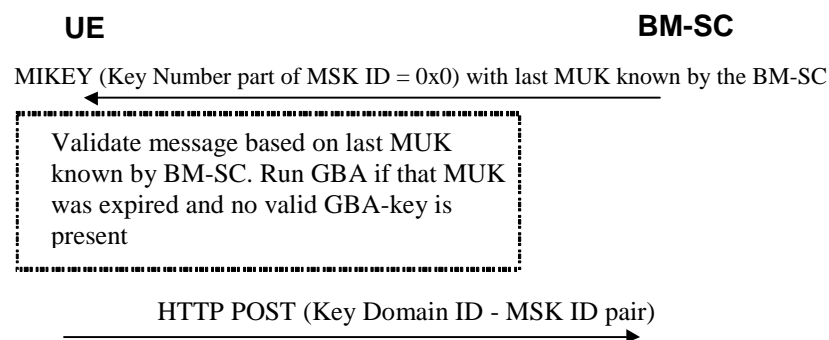 UE
BM-SC
MIKEY (Key Number part of MSK ID = 0x0) with last MUK known by the BM-SC
Validate message based on last MUK
known by BM-SC. Run GBA if that MUK
was expired and no valid GBA-key is
present
HTTP POST (Key Domain ID - MSK ID pair)